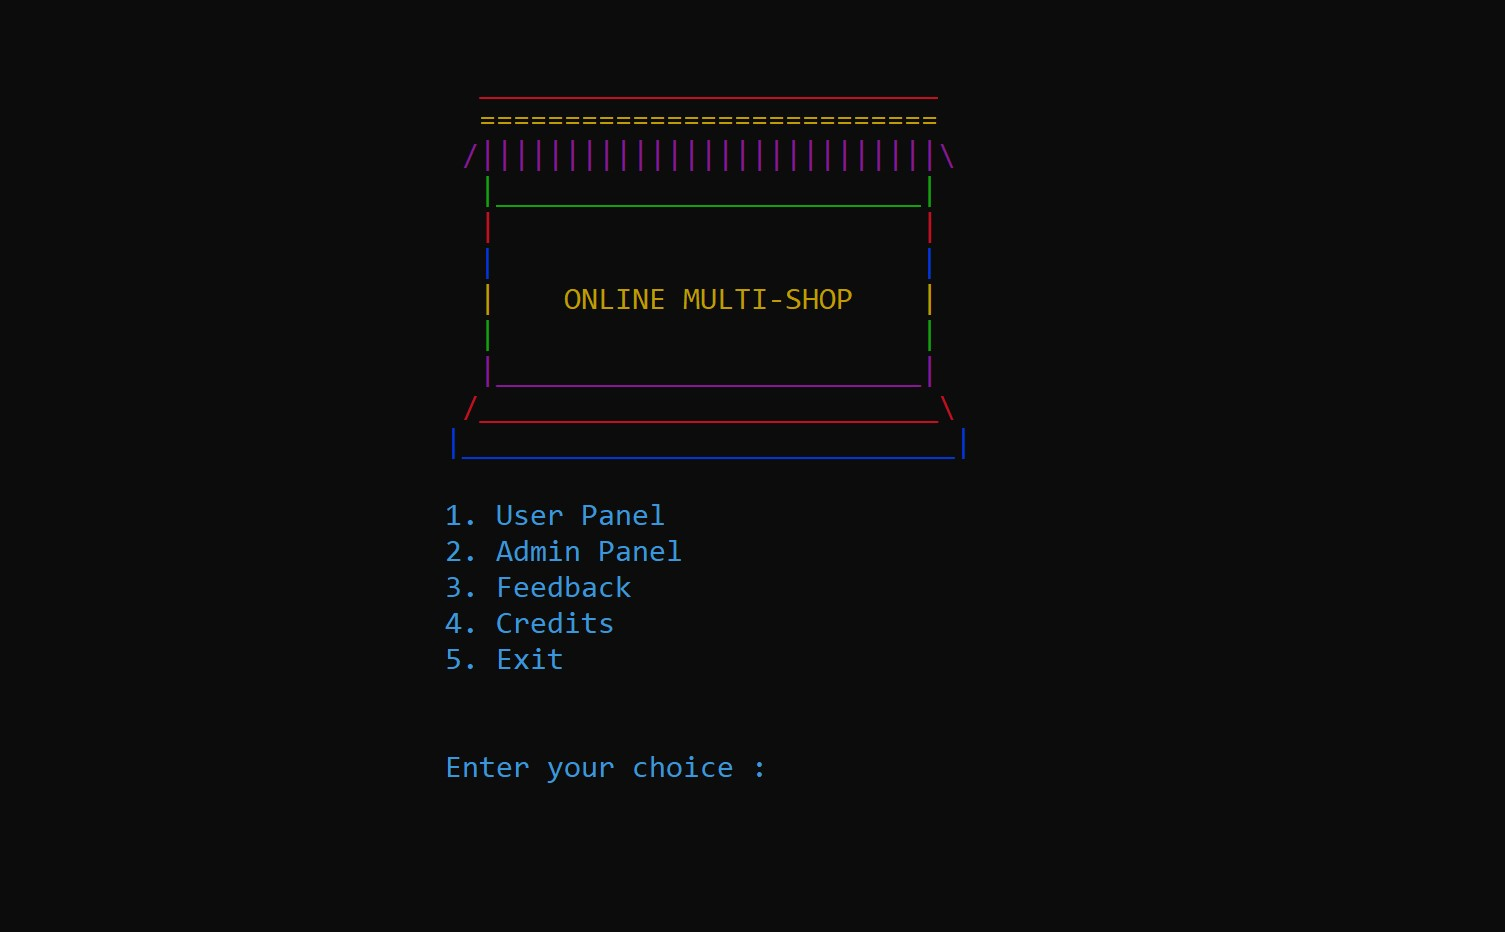 ONLINE MULTI-SHOP
1. User Panel
2. Admin Panel
3. Feedback
4. Credits
5. Exit
Enter your choice :